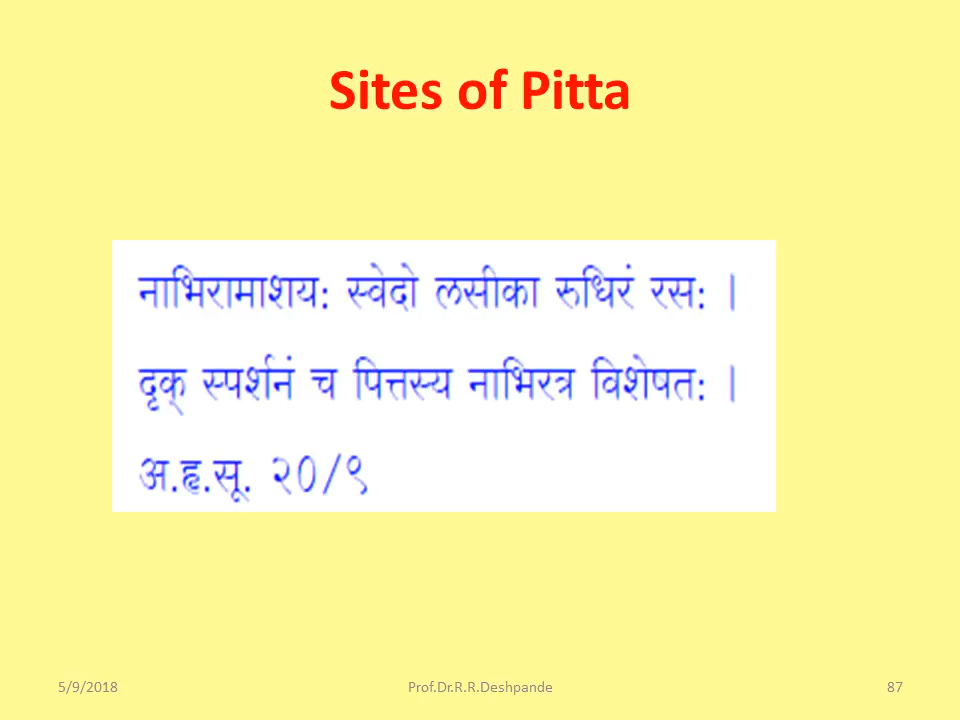 Sites of Pitta
नाभिरामाशयः स्वेदो लसीका रुधिरं रसः ।
दृक् स्पर्शनं च पित्तस्य नाभिरत्र विशेषतः ।
अ.हृ.सू. २०/९
5/9/2018
Prof.Dr.R.R.Deshpande
87